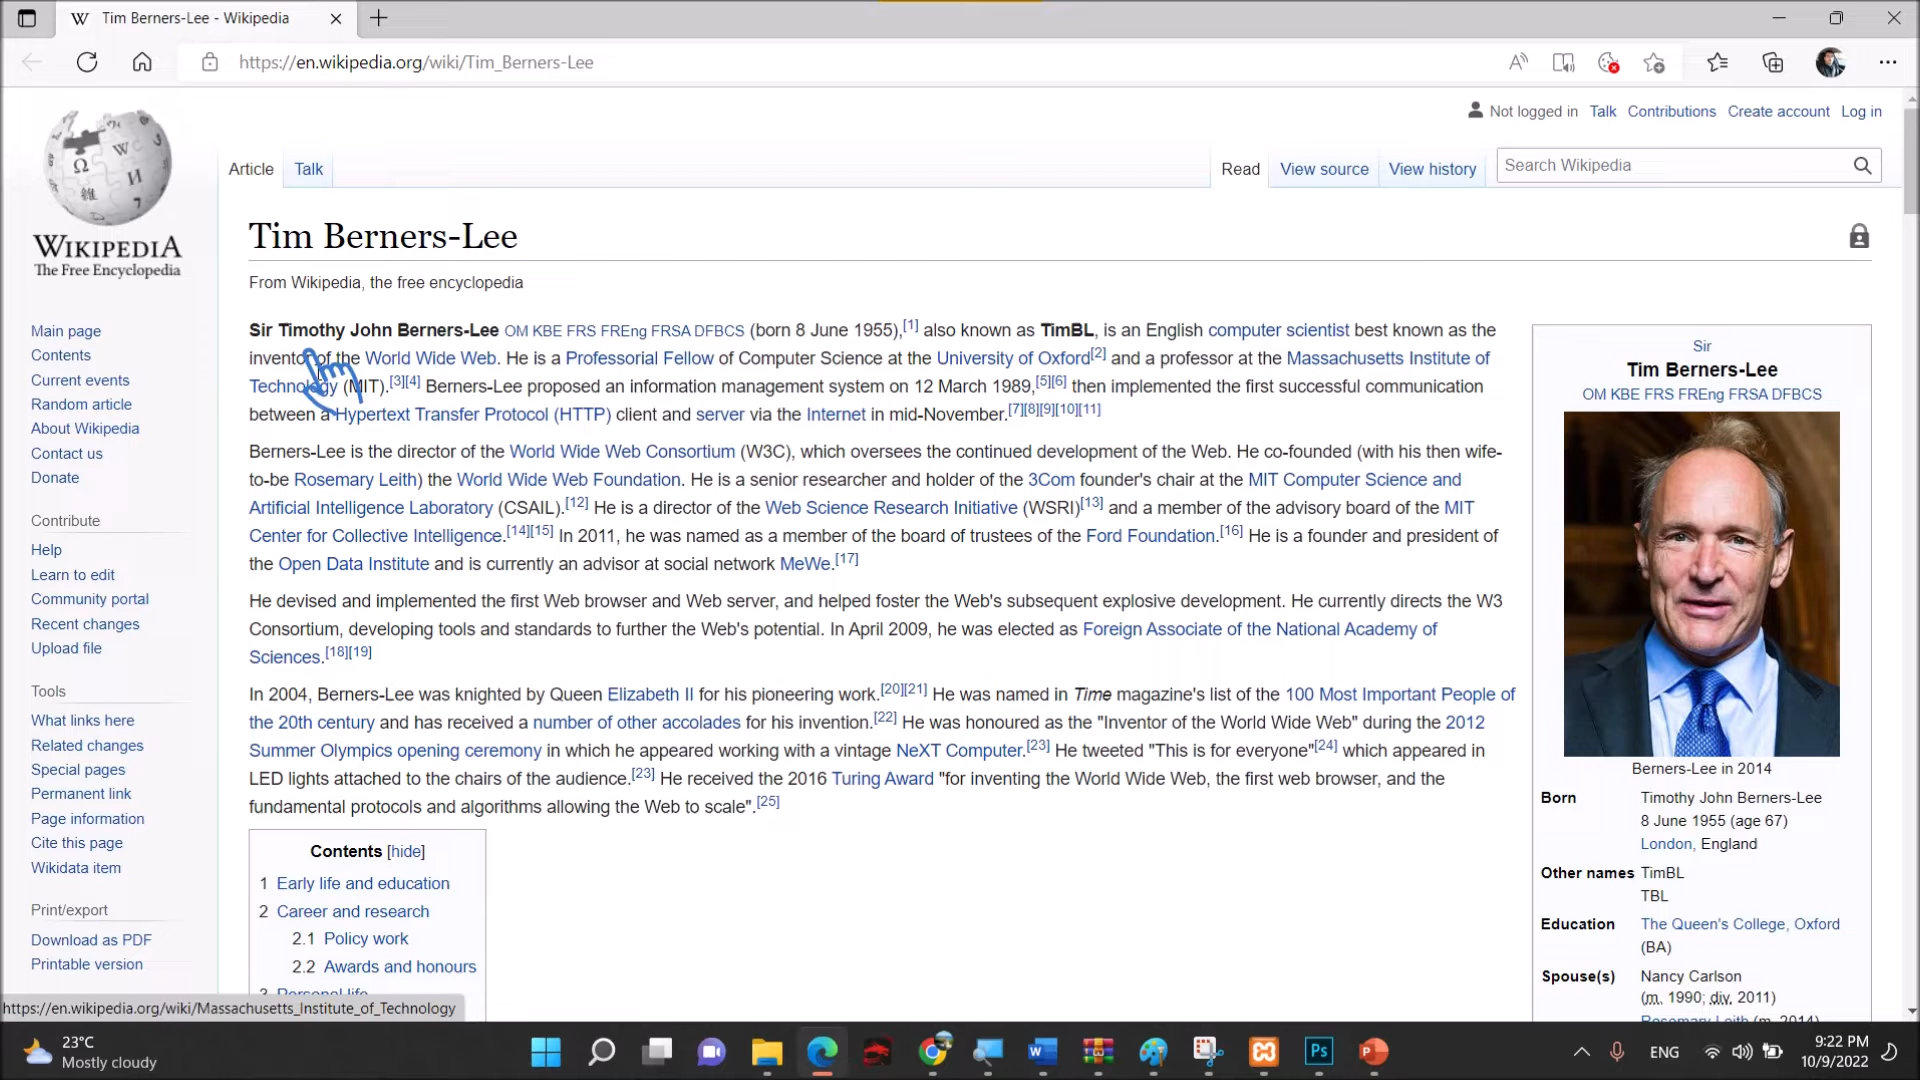 Tim Berners-Lee - Wikipedia
https://en.wikipedia.org/wiki/Tim_Berners-Lee
Not logged in Talk Contributions Create account Log in
Article Talk Read View source View history Search Wikipedia
WIKIPEDIA
The Free Encyclopedia
Main page
Contents
Current events
Random article
About Wikipedia
Contact us
Donate
Contribute
Help
Learn to edit
Community portal
Recent changes
Upload file
Tools
What links here
Related changes
Special pages
Permanent link
Page information
Cite this page
Wikidata item
Print/export
Download as PDF
Printable version
Tim Berners-Lee
From Wikipedia, the free encyclopedia
Sir Timothy John Berners-Lee OM KBE FRS FREng FRSA DFBCS (born 8 June 1955),[1] also known as TimBL, is an English computer scientist best known as the
inventor of the World Wide Web. He is a Professorial Fellow of Computer Science at the University of Oxford[2] and a professor at the Massachusetts Institute of
Technology (MIT).[3][4] Berners-Lee proposed an information management system on 12 March 1989,[5][6] then implemented the first successful communication
between a Hypertext Transfer Protocol (HTTP) client and server via the Internet in mid-November.[7][8][9][10][11]
Berners-Lee is the director of the World Wide Web Consortium (W3C), which oversees the continued development of the Web. He co-founded (with his then wife-
to-be Rosemary Leith) the World Wide Web Foundation. He is a senior researcher and holder of the 3Com founder's chair at the MIT Computer Science and
Artificial Intelligence Laboratory (CSAIL).[12] He is a director of the Web Science Research Initiative (WSRI)[13] and a member of the advisory board of the MIT
Center for Collective Intelligence.[14][15] In 2011, he was named as a member of the board of trustees of the Ford Foundation.[16] He is a founder and president of
the Open Data Institute and is currently an advisor at social network MeWe.[17]
He devised and implemented the first Web browser and Web server, and helped foster the Web's subsequent explosive development. He currently directs the W3
Consortium, developing tools and standards to further the Web's potential. In April 2009, he was elected as Foreign Associate of the National Academy of
Sciences.[18][19]
In 2004, Berners-Lee was knighted by Queen Elizabeth II for his pioneering work.[20][21] He was named in Time magazine's list of the 100 Most Important People of
the 20th century and has received a number of other accolades for his invention.[22] He was honoured as the "Inventor of the World Wide Web" during the 2012
Summer Olympics opening ceremony in which he appeared working with a vintage NeXT Computer.[23] He tweeted "This is for everyone"[24] which appeared in
LED lights attached to the chairs of the audience.[23] He received the 2016 Turing Award "for inventing the World Wide Web, the first web browser, and the
fundamental protocols and algorithms allowing the Web to scale".[25]
Contents [hide]
1 Early life and education
2 Career and research
2.1 Policy work
2.2 Awards and honours
3 Personal life
Sir
Tim Berners-Lee
OM KBE FRS FREng FRSA DFBCS
Berners-Lee in 2014
Born Timothy John Berners-Lee
8 June 1955 (age 67)
London, England
Other names TimBL
TBL
Education The Queen's College, Oxford
(BA)
Spouse(s) Nancy Carlson
(m. 1990; div. 2011)
Rosemary Leith (m. 2014)
https://en.wikipedia.org/wiki/Massachusetts_Institute_of_Technology
23°C
Mostly cloudy
ENG
9:22 PM
10/9/2022